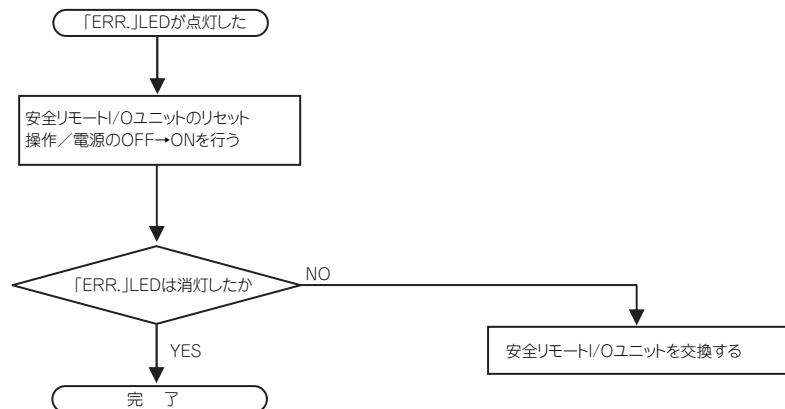 「ERR.」LEDが点灯した
安全リモートI/Oユニットのリセット
操作／電源のOFF→ONを行う
「ERR.」LEDは消灯したか
NO
YES
安全リモートI/Oユニットを交換する
完　了